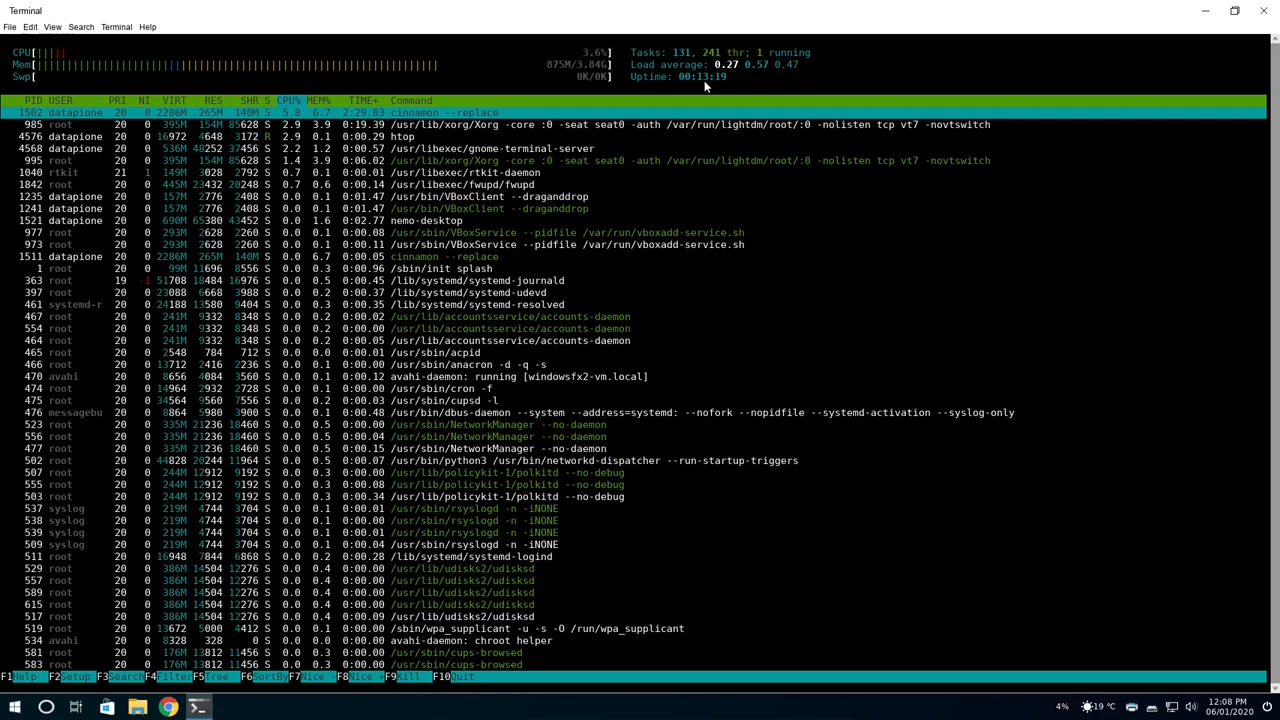 Terminal
File Edit View Search Terminal Help
CPU[||||| 3.6%] Tasks: 131, 241 thr; 1 running
Mem[||||||||||||||||||||||||||||||||||||||||||||||||||||||||||||||||||| 875M/3.84G] Load average: 0.27 0.57 0.47
Swp[ 0K/0K] Uptime: 00:13:19
PID USER PRI NI VIRT RES SHR S CPU% MEM% TIME+ Command
1502 datapione 20 0 2286M 265M 140M S 5.8 6.7 2:29.03 cinnamon --replace
985 root 20 0 395M 154M 85628 S 2.9 3.9 0:19.39 /usr/lib/xorg/Xorg -core :0 -seat seat0 -auth /var/run/lightdm/root/:0 -nolisten tcp vt7 -novtswitch
4576 datapione 20 0 16972 4648 3172 R 2.9 0.1 0:00.29 htop
4568 datapione 20 0 536M 48252 37456 S 2.2 1.2 0:00.57 /usr/libexec/gnome-terminal-server
995 root 20 0 395M 154M 85628 S 1.4 3.9 0:06.02 /usr/lib/xorg/Xorg -core :0 -seat seat0 -auth /var/run/lightdm/root/:0 -nolisten tcp vt7 -novtswitch
1040 rtkit 21 1 149M 3028 2792 S 0.7 0.1 0:00.01 /usr/libexec/rtkit-daemon
1842 root 20 0 445M 23432 20248 S 0.7 0.6 0:00.14 /usr/libexec/fwupd/fwupd
1235 datapione 20 0 157M 2776 2408 S 0.7 0.1 0:01.47 /usr/bin/VBoxClient --draganddrop
1241 datapione 20 0 157M 2776 2408 S 0.7 0.1 0:01.47 /usr/bin/VBoxClient --draganddrop
1521 datapione 20 0 690M 65380 43452 S 0.7 1.6 0:02.77 nemo-desktop
977 root 20 0 293M 2628 2260 S 0.7 0.1 0:00.08 /usr/sbin/VBoxService --pidfile /var/run/vboxadd-service.sh
973 root 20 0 293M 2628 2260 S 0.7 0.1 0:00.11 /usr/sbin/VBoxService --pidfile /var/run/vboxadd-service.sh
1511 datapione 20 0 2286M 265M 140M S 0.0 6.7 0:00.05 cinnamon --replace
1 root 20 0 99M 11696 8556 S 0.0 0.3 0:00.96 /sbin/init splash
363 root 19 -1 51708 18484 16976 S 0.0 0.5 0:00.45 /lib/systemd/systemd-journald
397 root 20 0 23088 6668 3988 S 0.0 0.2 0:00.37 /lib/systemd/systemd-udevd
461 systemd-r 20 0 24188 13580 9404 S 0.0 0.3 0:00.35 /lib/systemd/systemd-resolved
467 root 20 0 241M 9332 8348 S 0.0 0.2 0:00.02 /usr/lib/accountsservice/accounts-daemon
554 root 20 0 241M 9332 8348 S 0.0 0.2 0:00.00 /usr/lib/accountsservice/accounts-daemon
464 root 20 0 241M 9332 8348 S 0.0 0.2 0:00.05 /usr/lib/accountsservice/accounts-daemon
465 root 20 0 2548 784 712 S 0.0 0.0 0:00.01 /usr/sbin/acpid
466 root 20 0 13712 2416 2236 S 0.0 0.1 0:00.00 /usr/sbin/anacron -d -q -s
470 avahi 20 0 8656 4084 3560 S 0.0 0.1 0:00.12 avahi-daemon: running [windowsfx2-vm.local]
474 root 20 0 14964 2932 2728 S 0.0 0.1 0:00.00 /usr/sbin/cron -f
475 root 20 0 34564 9560 7556 S 0.0 0.2 0:00.03 /usr/sbin/cupsd -l
476 messagebu 20 0 8864 5980 3900 S 0.0 0.1 0:00.48 /usr/bin/dbus-daemon --system --address=systemd: --nofork --nopidfile --systemd-activation --syslog-only
523 root 20 0 335M 21236 18460 S 0.0 0.5 0:00.00 /usr/sbin/NetworkManager --no-daemon
556 root 20 0 335M 21236 18460 S 0.0 0.5 0:00.04 /usr/sbin/NetworkManager --no-daemon
477 root 20 0 335M 21236 18460 S 0.0 0.5 0:00.15 /usr/sbin/NetworkManager --no-daemon
502 root 20 0 44828 20244 11964 S 0.0 0.5 0:00.07 /usr/bin/python3 /usr/bin/networkd-dispatcher --run-startup-triggers
507 root 20 0 244M 12912 9192 S 0.0 0.3 0:00.00 /usr/lib/policykit-1/polkitd --no-debug
555 root 20 0 244M 12912 9192 S 0.0 0.3 0:00.08 /usr/lib/policykit-1/polkitd --no-debug
503 root 20 0 244M 12912 9192 S 0.0 0.3 0:00.34 /usr/lib/policykit-1/polkitd --no-debug
537 syslog 20 0 219M 4744 3704 S 0.0 0.1 0:00.01 /usr/sbin/rsyslogd -n -iNONE
538 syslog 20 0 219M 4744 3704 S 0.0 0.1 0:00.00 /usr/sbin/rsyslogd -n -iNONE
539 syslog 20 0 219M 4744 3704 S 0.0 0.1 0:00.01 /usr/sbin/rsyslogd -n -iNONE
509 syslog 20 0 219M 4744 3704 S 0.0 0.1 0:00.04 /usr/sbin/rsyslogd -n -iNONE
511 root 20 0 16948 7844 6868 S 0.0 0.2 0:00.28 /lib/systemd/systemd-logind
529 root 20 0 386M 14504 12276 S 0.0 0.4 0:00.00 /usr/lib/udisks2/udisksd
557 root 20 0 386M 14504 12276 S 0.0 0.4 0:00.00 /usr/lib/udisks2/udisksd
589 root 20 0 386M 14504 12276 S 0.0 0.4 0:00.00 /usr/lib/udisks2/udisksd
615 root 20 0 386M 14504 12276 S 0.0 0.4 0:00.00 /usr/lib/udisks2/udisksd
517 root 20 0 386M 14504 12276 S 0.0 0.4 0:00.09 /usr/lib/udisks2/udisksd
519 root 20 0 13672 5000 4412 S 0.0 0.1 0:00.00 /sbin/wpa_supplicant -u -s -O /run/wpa_supplicant
534 avahi 20 0 8328 328 0 S 0.0 0.0 0:00.00 avahi-daemon: chroot helper
581 root 20 0 176M 13812 11456 S 0.0 0.3 0:00.00 /usr/sbin/cups-browsed
583 root 20 0 176M 13812 11456 S 0.0 0.3 0:00.00 /usr/sbin/cups-browsed
F1Help F2Setup F3SearchF4FilterF5Tree F6SortByF7Nice -F8Nice +F9Kill F10Quit
4% 19 °C 12:08 PM
06/01/2020